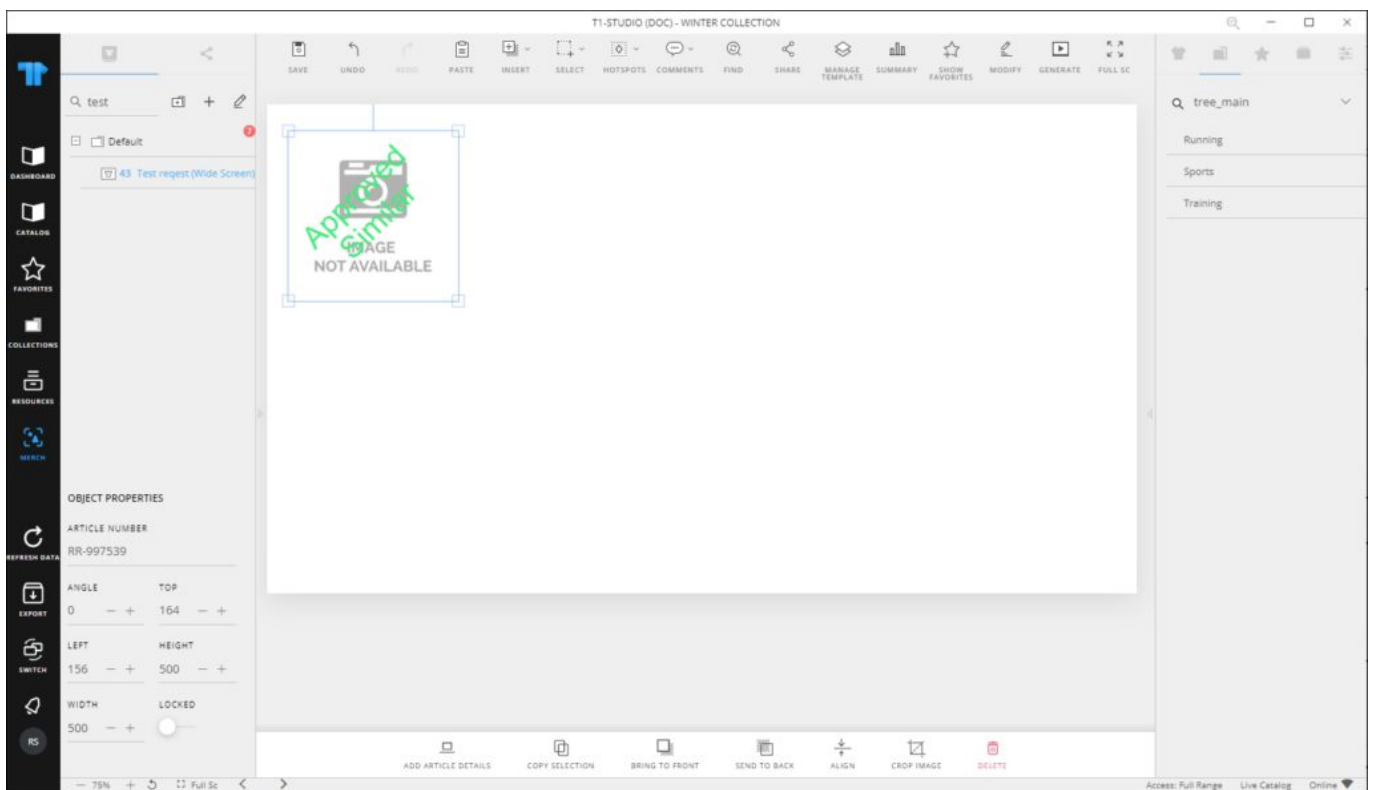 T1-STUDIO (DOC) - WINTER COLLECTION
SAVE
UNDO
REDO
PASTE
INSERT
SELECT
HOTSPOTS
COMMENTS
FIND
SHARE
MANAGE TEMPLATE
SUMMARY
SHOW FAVORITES
MODIFY
GENERATE
FULL SC
test
Default
7
43 Test reqest (Wide Screen)
DASHBOARD
CATALOG
FAVORITES
COLLECTIONS
RESOURCES
MERCH
REFRESH DATA
EXPORT
SWITCH
RS
Approved
Similar
IMAGE
NOT AVAILABLE
tree_main
Running
Sports
Training
OBJECT PROPERTIES
ARTICLE NUMBER
RR-997539
ANGLE TOP
0 − + 164 − +
LEFT HEIGHT
156 − + 500 − +
WIDTH LOCKED
500 − +
ADD ARTICLE DETAILS
COPY SELECTION
BRING TO FRONT
SEND TO BACK
ALIGN
CROP IMAGE
DELETE
− 75% + Full Sc
Access: Full Range Live Catalog Online